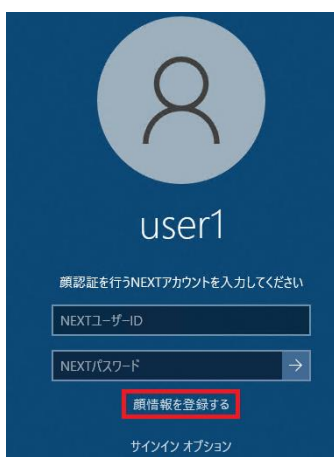 user1
顔認証を行うNEXTアカウントを入力してください
NEXTユーザーID
NEXTパスワード
顔情報を登録する
サインイン オプション